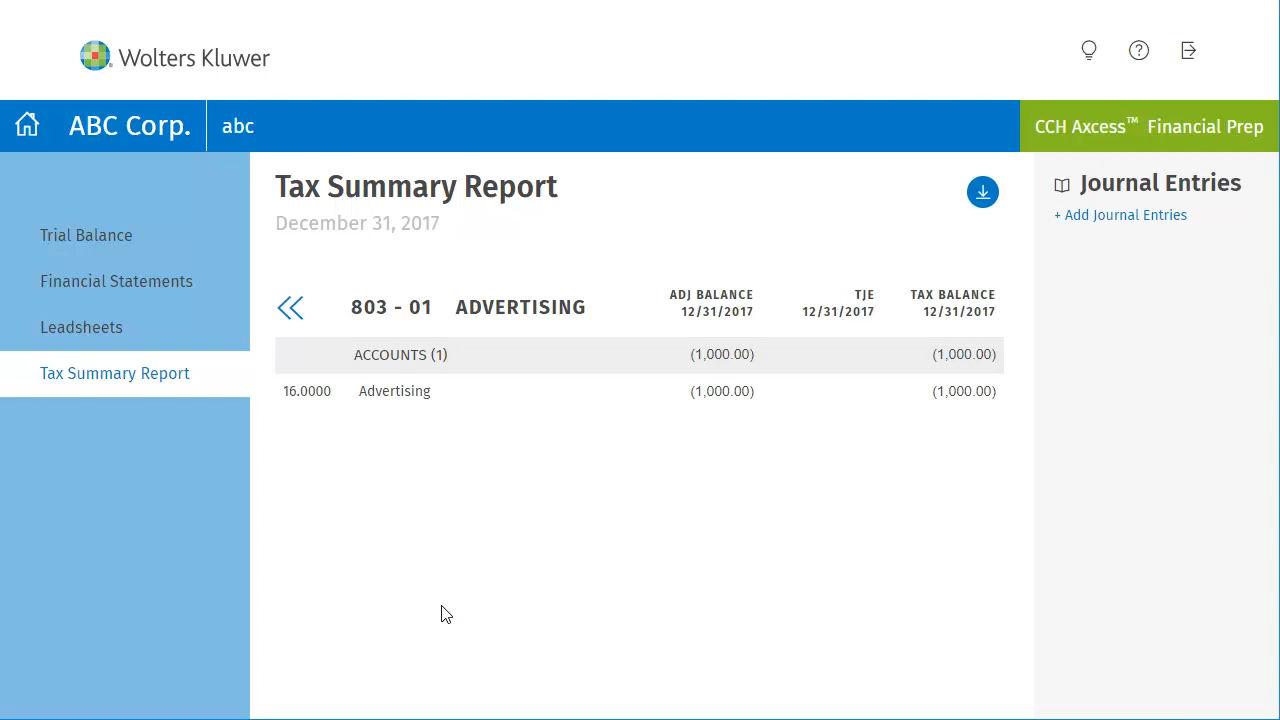 Wolters Kluwer
ABC Corp. abc CCH Axcess™ Financial Prep
Trial Balance
Financial Statements
Leadsheets
Tax Summary Report
Tax Summary Report
December 31, 2017
803 - 01 ADVERTISING
ADJ BALANCE
12/31/2017
TJE
12/31/2017
TAX BALANCE
12/31/2017
ACCOUNTS (1) (1,000.00) (1,000.00)
16.0000 Advertising (1,000.00) (1,000.00)
Journal Entries
+ Add Journal Entries